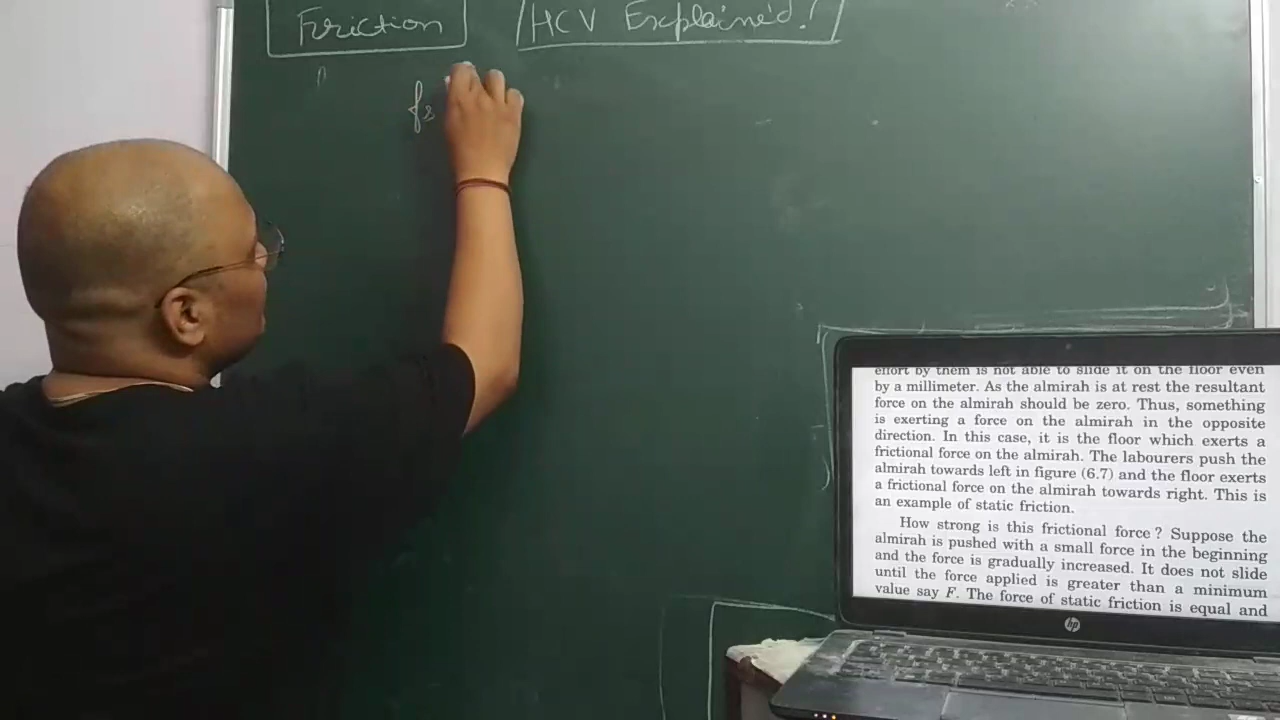 Friction
HCV Explained!
fs
effort by them is not able to slide it on the floor even
by a millimeter. As the almirah is at rest the resultant
force on the almirah should be zero. Thus, something
is exerting a force on the almirah in the opposite
direction. In this case, it is the floor which exerts a
frictional force on the almirah. The labourers push the
almirah towards left in figure (6.7) and the floor exerts
a frictional force on the almirah towards right. This is
an example of static friction.
How strong is this frictional force ? Suppose the
almirah is pushed with a small force in the beginning
and the force is gradually increased. It does not slide
until the force applied is greater than a minimum
value say F. The force of static friction is equal and
hp